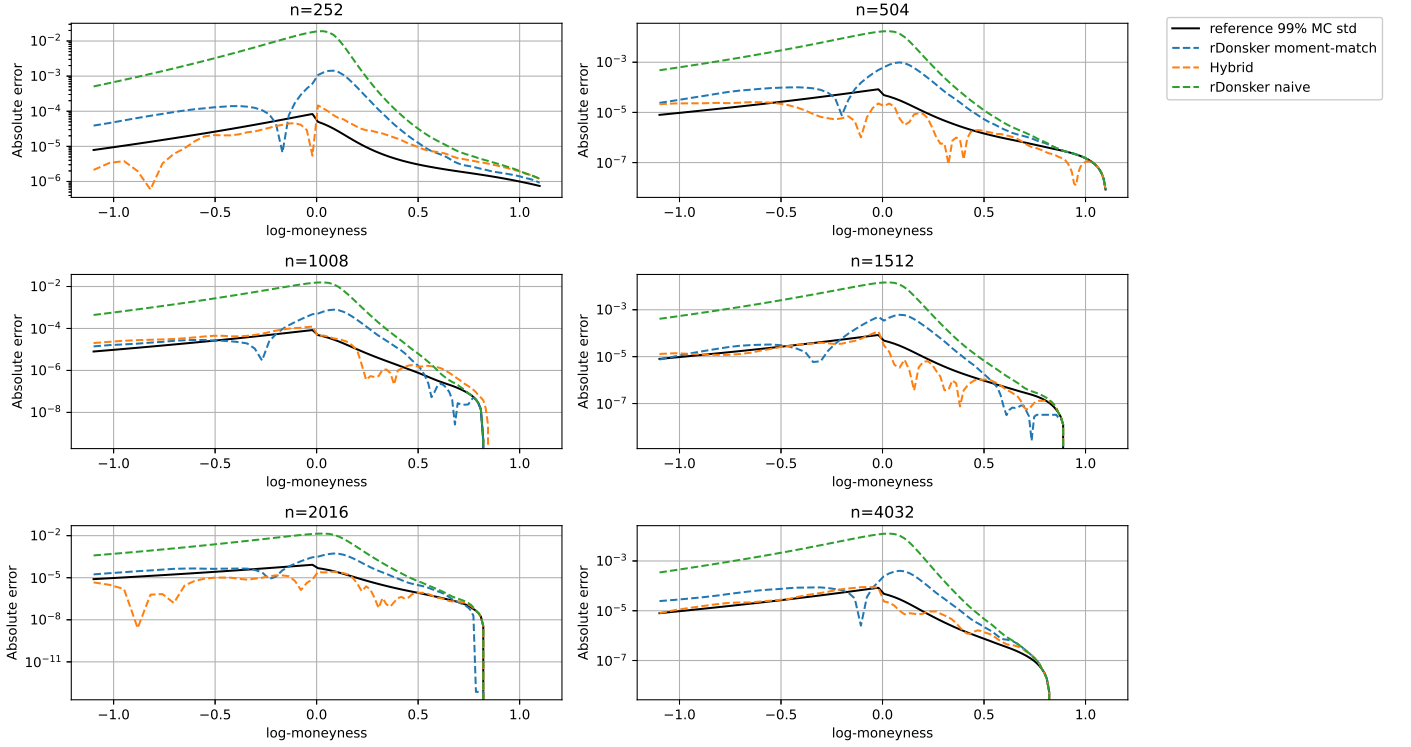 n=252
Absolute error
10⁻²
10⁻³
10⁻⁴
10⁻⁵
10⁻⁶
−1.0 −0.5 0.0 0.5 1.0
log-moneyness
n=504
Absolute error
10⁻³
10⁻⁵
10⁻⁷
−1.0 −0.5 0.0 0.5 1.0
log-moneyness
reference 99% MC std
rDonsker moment-match
Hybrid
rDonsker naive
n=1008
Absolute error
10⁻²
10⁻⁴
10⁻⁶
10⁻⁸
−1.0 −0.5 0.0 0.5 1.0
log-moneyness
n=1512
Absolute error
10⁻³
10⁻⁵
10⁻⁷
−1.0 −0.5 0.0 0.5 1.0
log-moneyness
n=2016
Absolute error
10⁻²
10⁻⁵
10⁻⁸
10⁻¹¹
−1.0 −0.5 0.0 0.5 1.0
log-moneyness
n=4032
Absolute error
10⁻³
10⁻⁵
10⁻⁷
−1.0 −0.5 0.0 0.5 1.0
log-moneyness